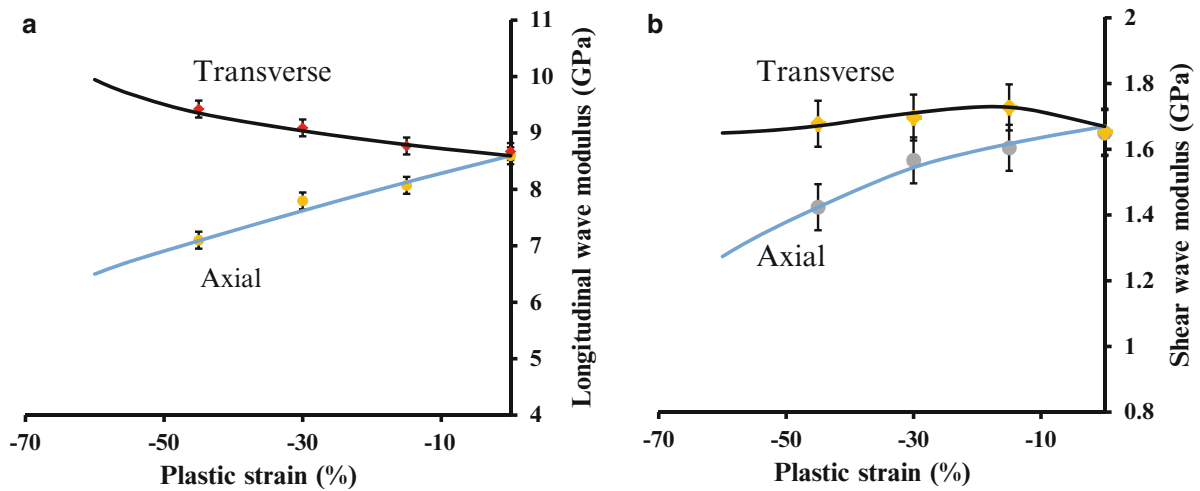 a
Transverse
Axial
11
10
9
8
7
6
5
4
Longitudinal wave modulus (GPa)
-70
-50
-30
-10
Plastic strain (%)
b
Transverse
Axial
2
1.8
1.6
1.4
1.6
1.2
1
0.8
Shear wave modulus (GPa)
-70
-50
-30
-10
Plastic strain (%)